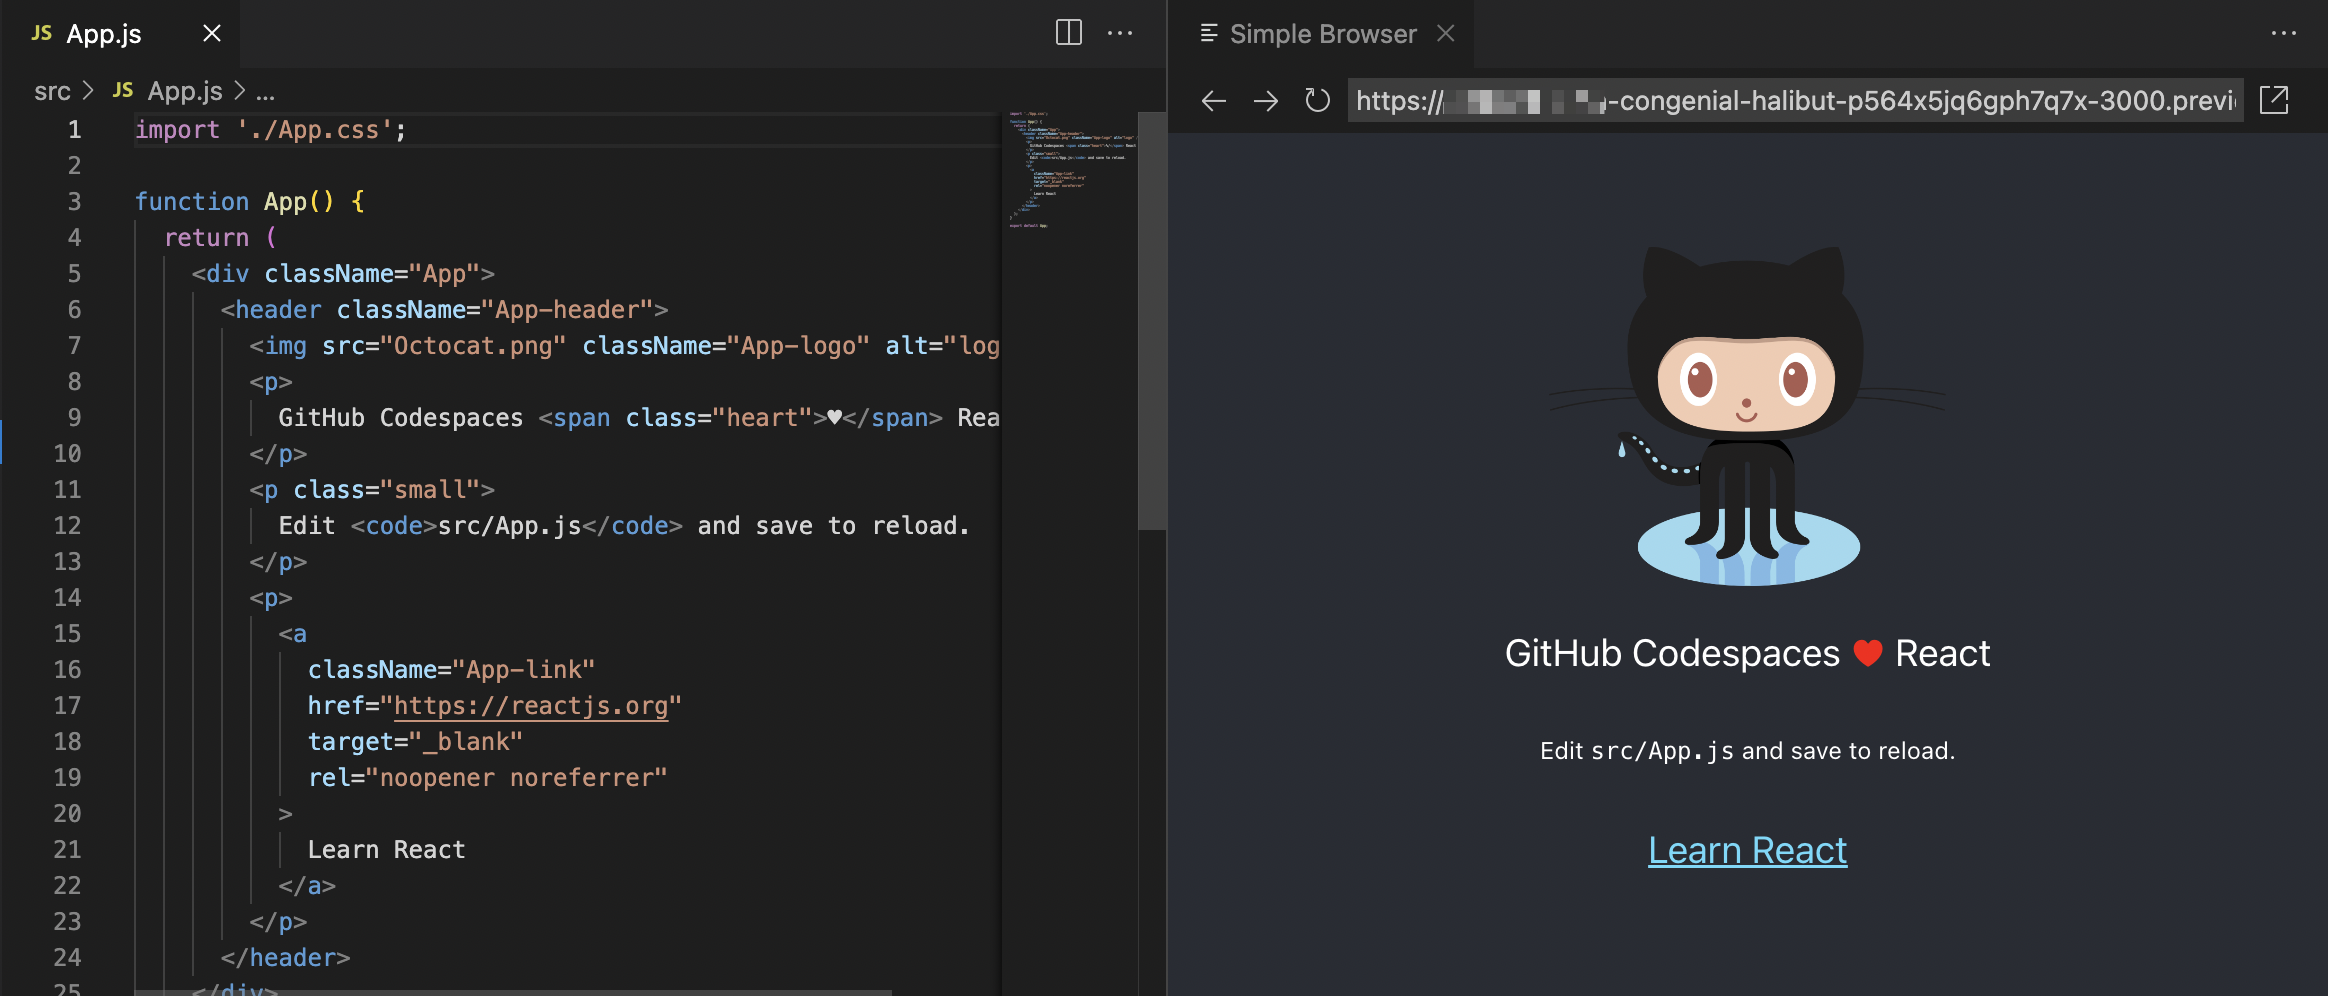 JS App.js
src > JS App.js > ...
1 import './App.css';
2
3 function App() {
4 return (
5 <div className="App">
6 <header className="App-header">
7 <img src="Octocat.png" className="App-logo" alt="log
8 <p>
9 GitHub Codespaces <span class="heart">♥</span> Rea
10 </p>
11 <p class="small">
12 Edit <code>src/App.js</code> and save to reload.
13 </p>
14 <p>
15 <a
16 className="App-link"
17 href="https://reactjs.org"
18 target="_blank"
19 rel="noopener noreferrer"
20 >
21 Learn React
22 </a>
23 </p>
24 </header>
25 </div>
Simple Browser
https:// -congenial-halibut-p564x5jq6gph7q7x-3000.previ
GitHub Codespaces ♥ React
Edit src/App.js and save to reload.
Learn React